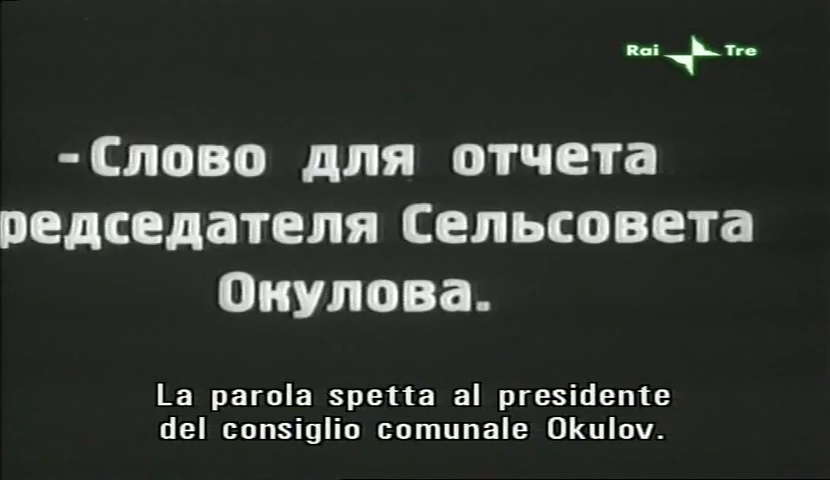 Rai Tre
-Слово для отчета
редседателя Сельсовета
Окулова.
La parola spetta al presidente
del consiglio comunale Okulov.